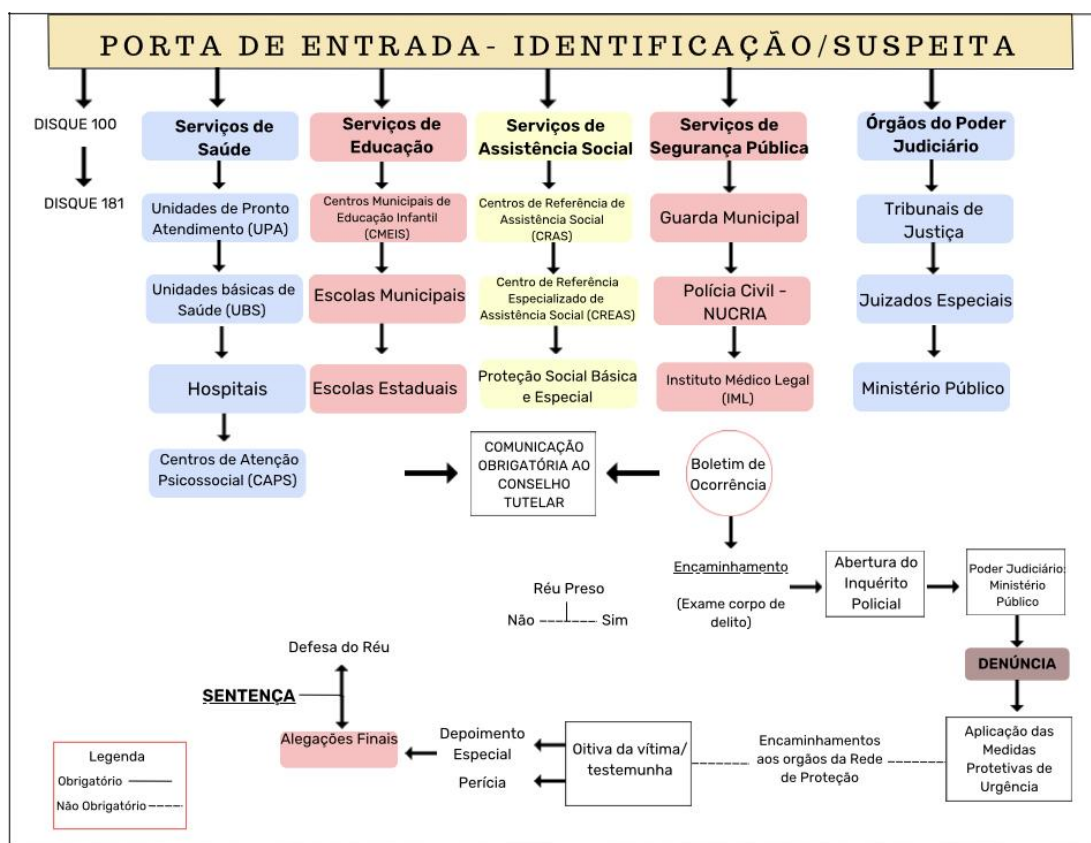 PORTA DE ENTRADA- IDENTIFICAÇÃO/SUSPEITA
DISQUE 100
DISQUE 181
Serviços de
Saúde
Unidades de Pronto
Atendimento (UPA)
Unidades básicas de
Saúde (UBS)
Hospitais
Centros de Atenção
Psicossocial (CAPS)
Serviços de
Educação
Centros Municipais de
Educação Infantil
(CMEIS)
Escolas Municipais
Escolas Estaduais
Serviços de
Assistência Social
Centros de Referência de
Assistência Social
(CRAS)
Centro de Referência
Especializado de
Assistência Social (CREAS)
Proteção Social Básica
e Especial
Serviços de
Segurança Pública
Guarda Municipal
Polícia Civil -
NUCRIA
Instituto Médico Legal
(IML)
Órgãos do Poder
Judiciário
Tribunais de
Justiça
Juizados Especiais
Ministério Público
COMUNICAÇÃO
OBRIGATÓRIA AO
CONSELHO
TUTELAR
Boletim de
Ocorrência
Encaminhamento
(Exame corpo de
delito)
Abertura do
Inquérito
Policial
Poder Judiciário:
Ministério
Público
Réu Preso
Não
Sim
DENÚNCIA
Aplicação das
Medidas
Protetivas de
Urgência
Encaminhamentos
aos orgãos da Rede
de Proteção
Oitiva da vítima/
testemunha
Depoimento
Especial
Perícia
Defesa do Réu
SENTENÇA
Alegações Finais
Legenda
Obrigatório
Não Obrigatório